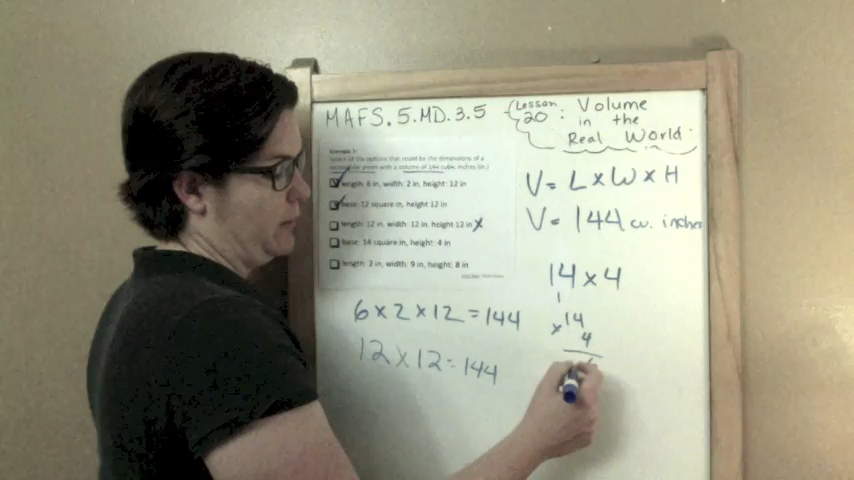 MAFS.5.MD.3.5
Lesson 20: Volume in the Real World.
Example 1:
Select all the options that could be the dimensions of a
rectangular prism with a volume of 144 cubic inches (in.)
length: 6 in, width: 2 in, height: 12 in
base: 12 square in, height 12 in
length: 12 in, width: 12 in, height 12 in X
base: 14 square in, height: 4 in
length: 2 in, width: 9 in, height: 8 in
V = L x W x H
V = 144 cu. inches
14 x 4
1
x 14
4
6 x 2 x 12 = 144
12 x 12 = 144